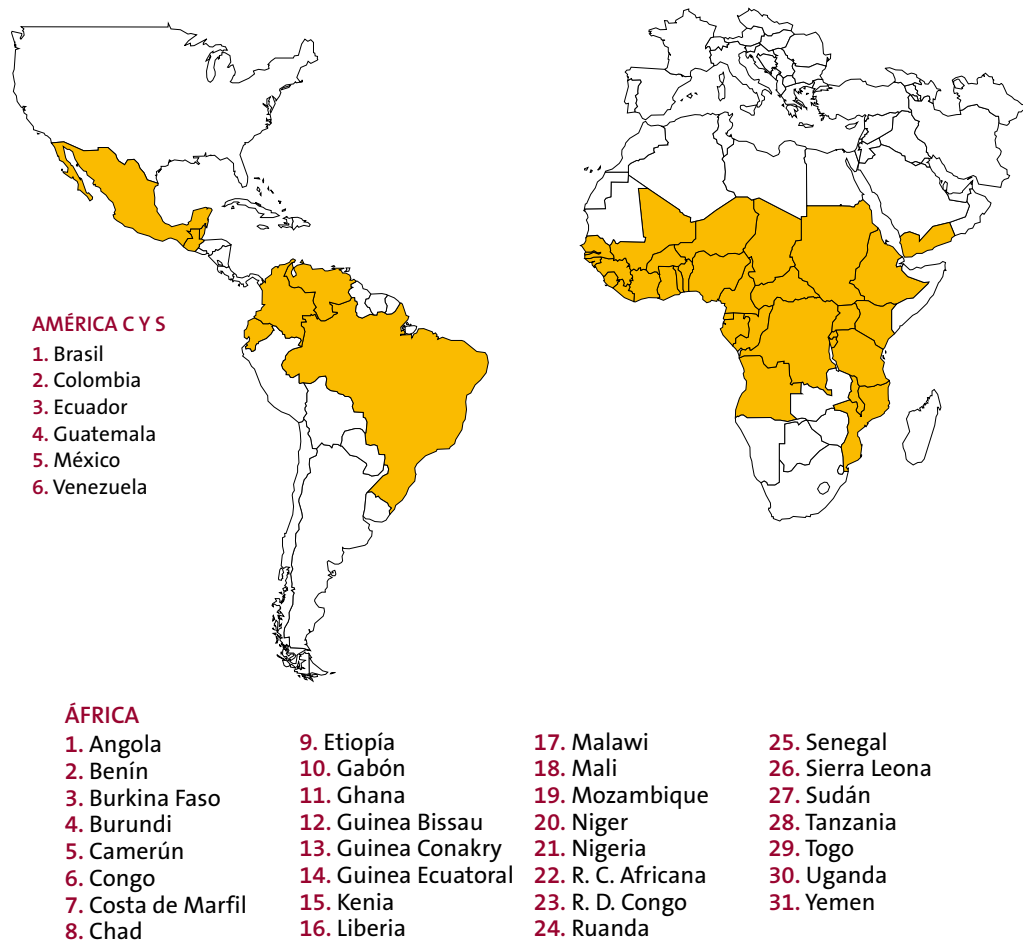 AMÉRICA C Y S
1. Brasil
2. Colombia
3. Ecuador
4. Guatemala
5. México
6. Venezuela
ÁFRICA
1. Angola
2. Benín
3. Burkina Faso
4. Burundi
5. Camerún
6. Congo
7. Costa de Marfil
8. Chad
9. Etiopía
10. Gabón
11. Ghana
12. Guinea Bissau
13. Guinea Conakry
14. Guinea Ecuatoral
15. Kenia
16. Liberia
17. Malawi
18. Mali
19. Mozambique
20. Niger
21. Nigeria
22. R. C. Africana
23. R. D. Congo
24. Ruanda
25. Senegal
26. Sierra Leona
27. Sudán
28. Tanzania
29. Togo
30. Uganda
31. Yemen